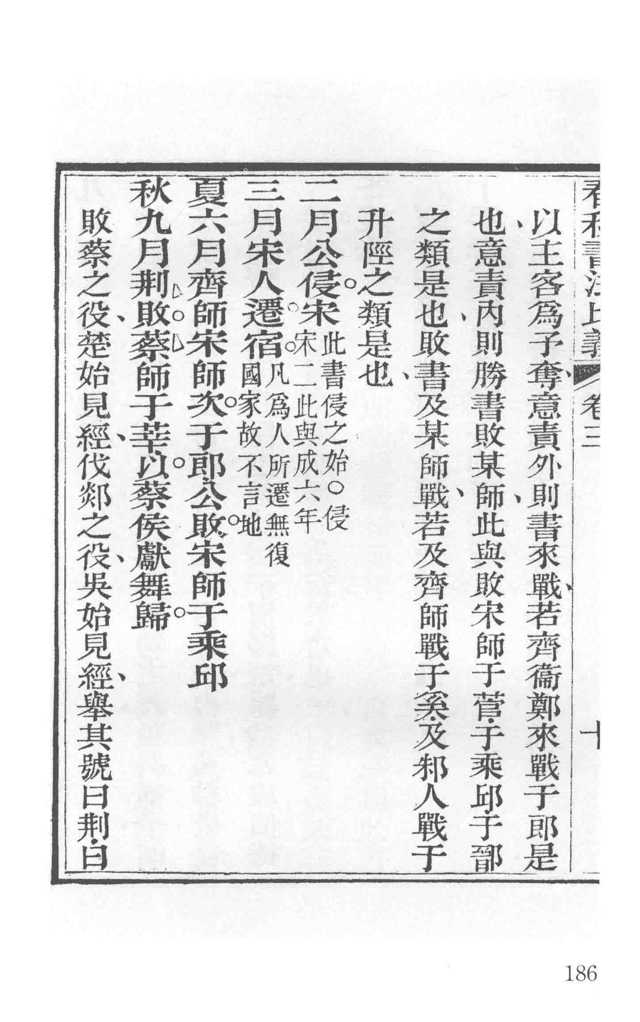 春秋書法比義 卷三 十
以主客爲予奪意責外則書來戰若齊衞鄭來戰于郎是
也意責內則勝書敗某師此與敗宋師于菅于乘邱于鄑
之類是也敗書及某師戰若及齊師戰于奚及邾人戰于
升陘之類是也
二月公侵宋此書侵之始○侵
宋二此與成六年
三月宋人遷宿凡爲人所遷無復
國家故不言地
夏六月齊師宋師次于郎公敗宋師于乘邱
秋九月荆敗蔡師于莘以蔡侯獻舞歸
敗蔡之役楚始見經伐郯之役吳始見經舉其號曰荆曰
186